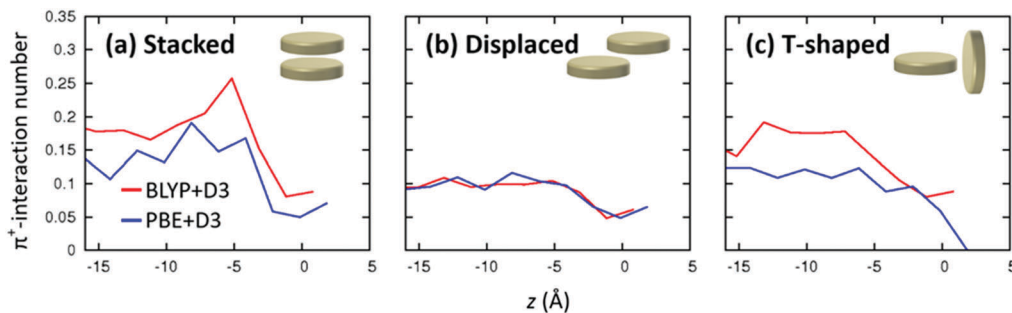 π⁺-interaction number
0.35
0.3
0.25
0.2
0.15
0.1
0.05
0
(a) Stacked
BLYP+D3
PBE+D3
-15 -10 -5 0 5
(b) Displaced
-15 -10 -5 0 5
(c) T-shaped
-15 -10 -5 0 5
z (Å)